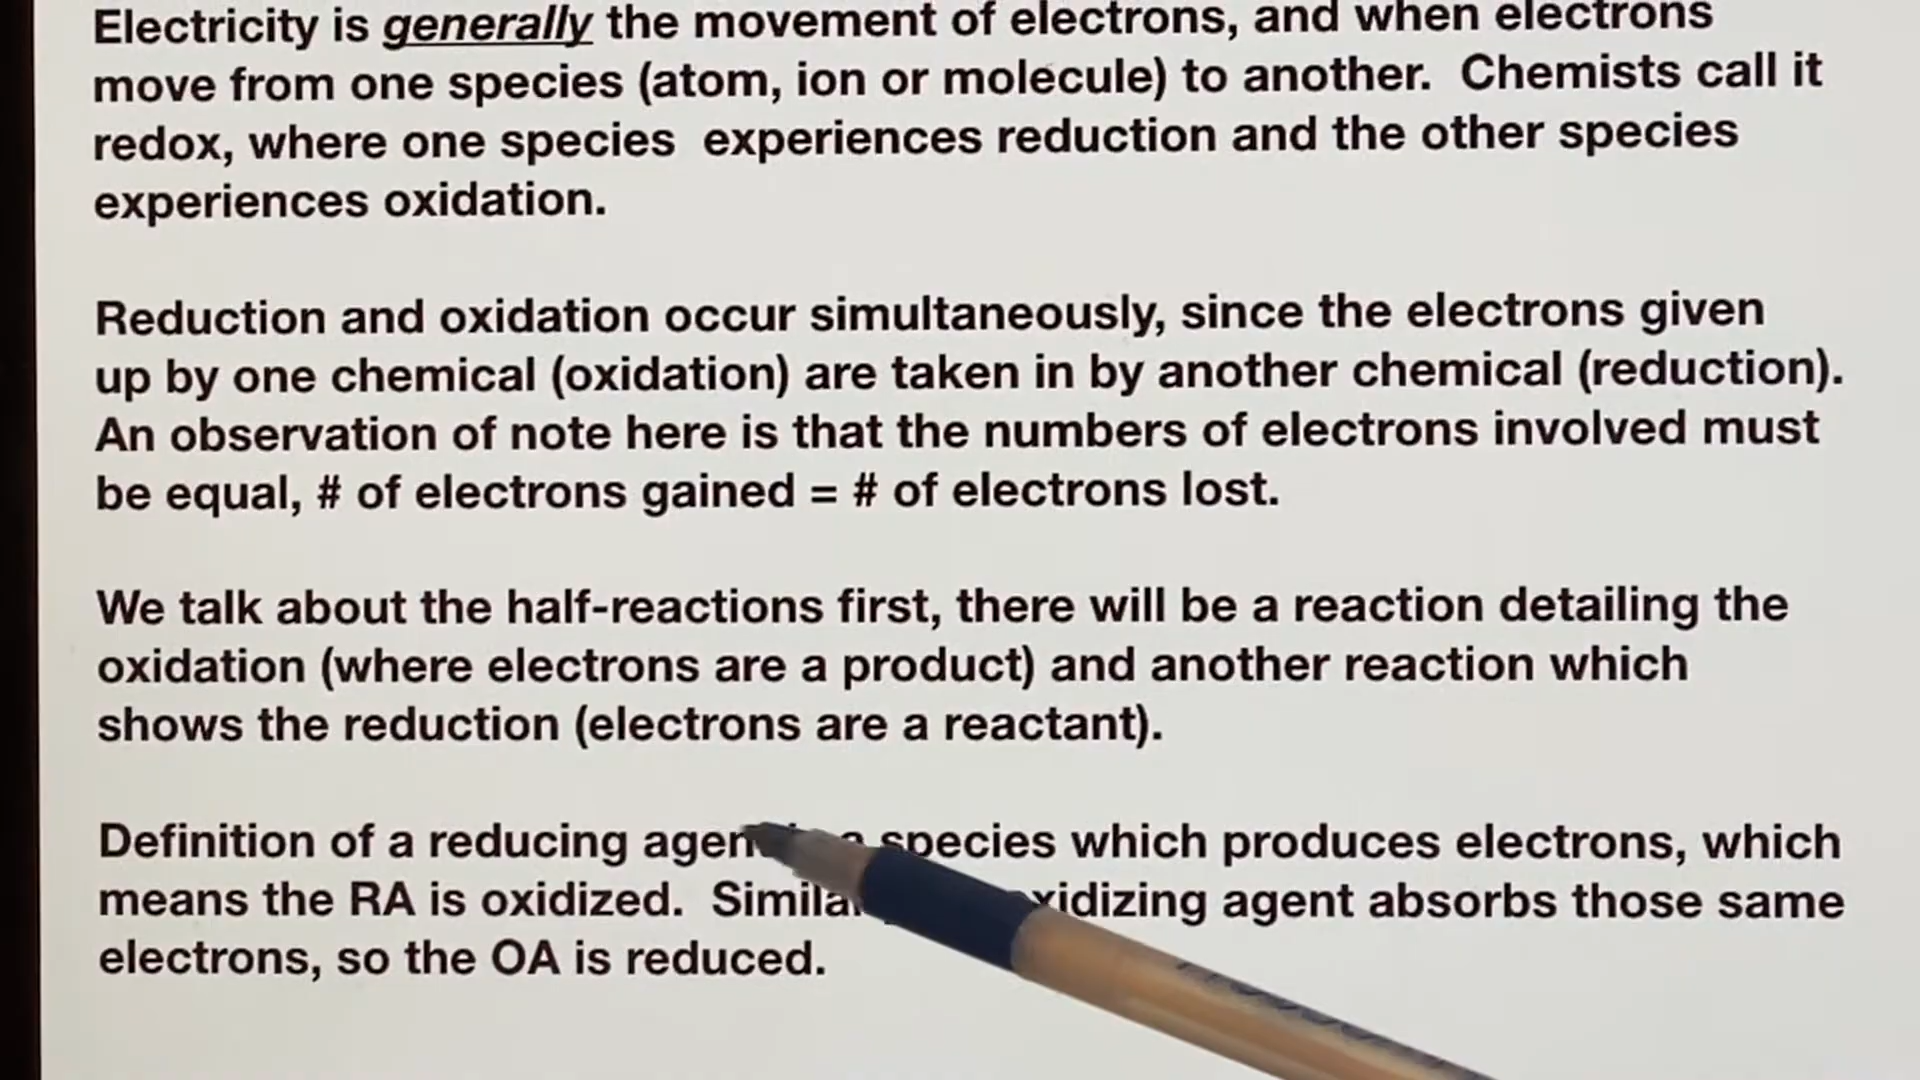 Electricity is generally the movement of electrons, and when electrons
move from one species (atom, ion or molecule) to another.  Chemists call it
redox, where one species  experiences reduction and the other species
experiences oxidation.
Reduction and oxidation occur simultaneously, since the electrons given
up by one chemical (oxidation) are taken in by another chemical (reduction).
An observation of note here is that the numbers of electrons involved must
be equal, # of electrons gained = # of electrons lost.
We talk about the half-reactions first, there will be a reaction detailing the
oxidation (where electrons are a product) and another reaction which
shows the reduction (electrons are a reactant).
Definition of a reducing agent is a species which produces electrons, which
means the RA is oxidized.  agent absorbs those same
electrons, so the OA is reduced.